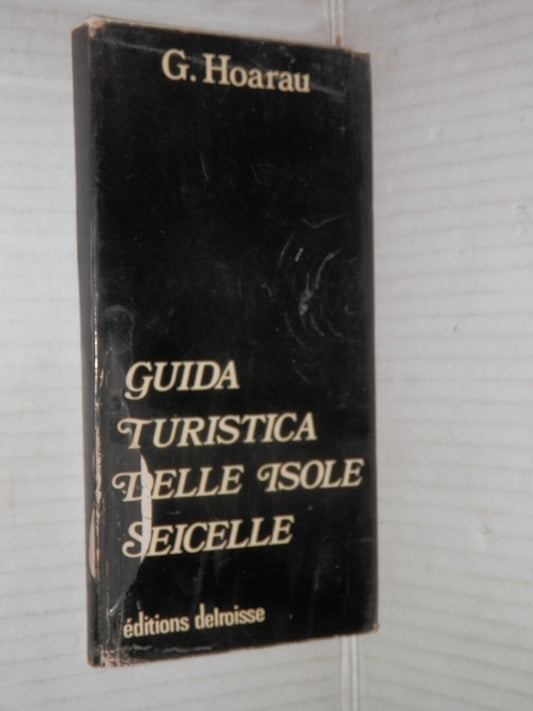 G. Hoarau
GUIDA
TURISTICA
DELLE ISOLE
SEICELLE
éditions delroisse